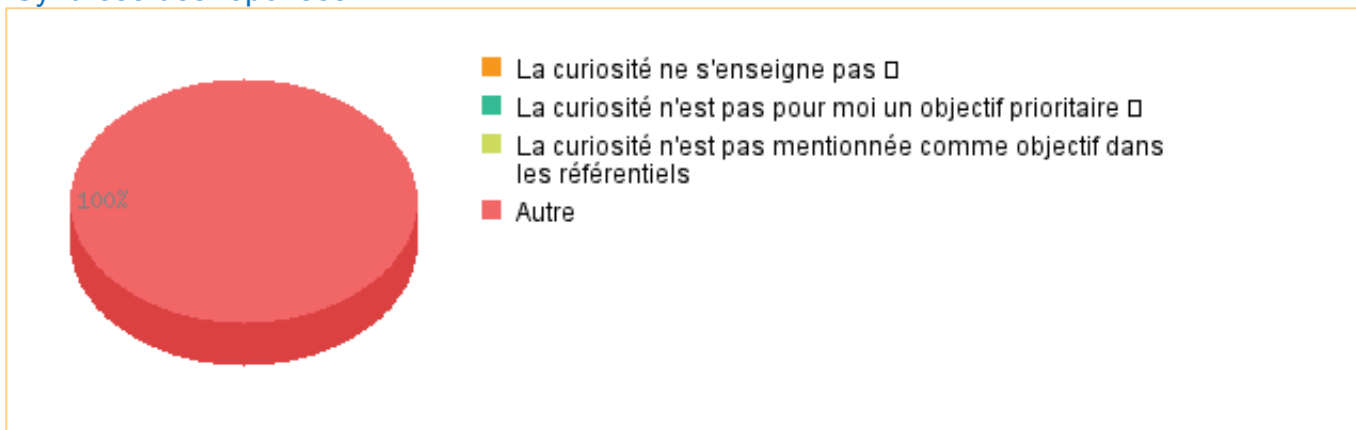 La curiosité ne s'enseigne pas
La curiosité n'est pas pour moi un objectif prioritaire
La curiosité n'est pas mentionnée comme objectif dans
les référentiels
Autre
100%